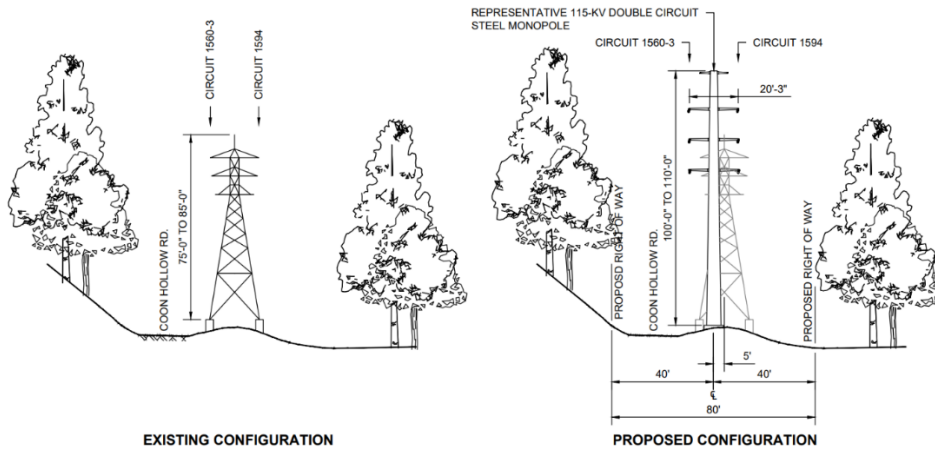 CIRCUIT 1560-3
CIRCUIT 1594
75'-0" TO 85'-0"
COON HOLLOW RD.
EXISTING CONFIGURATION
REPRESENTATIVE 115-KV DOUBLE CIRCUIT
STEEL MONOPOLE
CIRCUIT 1560-3
CIRCUIT 1594
20'-3"
100'-0" TO 110'-0"
PROPOSD RIGHT OF WAY
COON HOLLOW RD.
PROPOSED RIGHT OF WAY
5'
40'
40'
℄
80'
PROPOSED CONFIGURATION